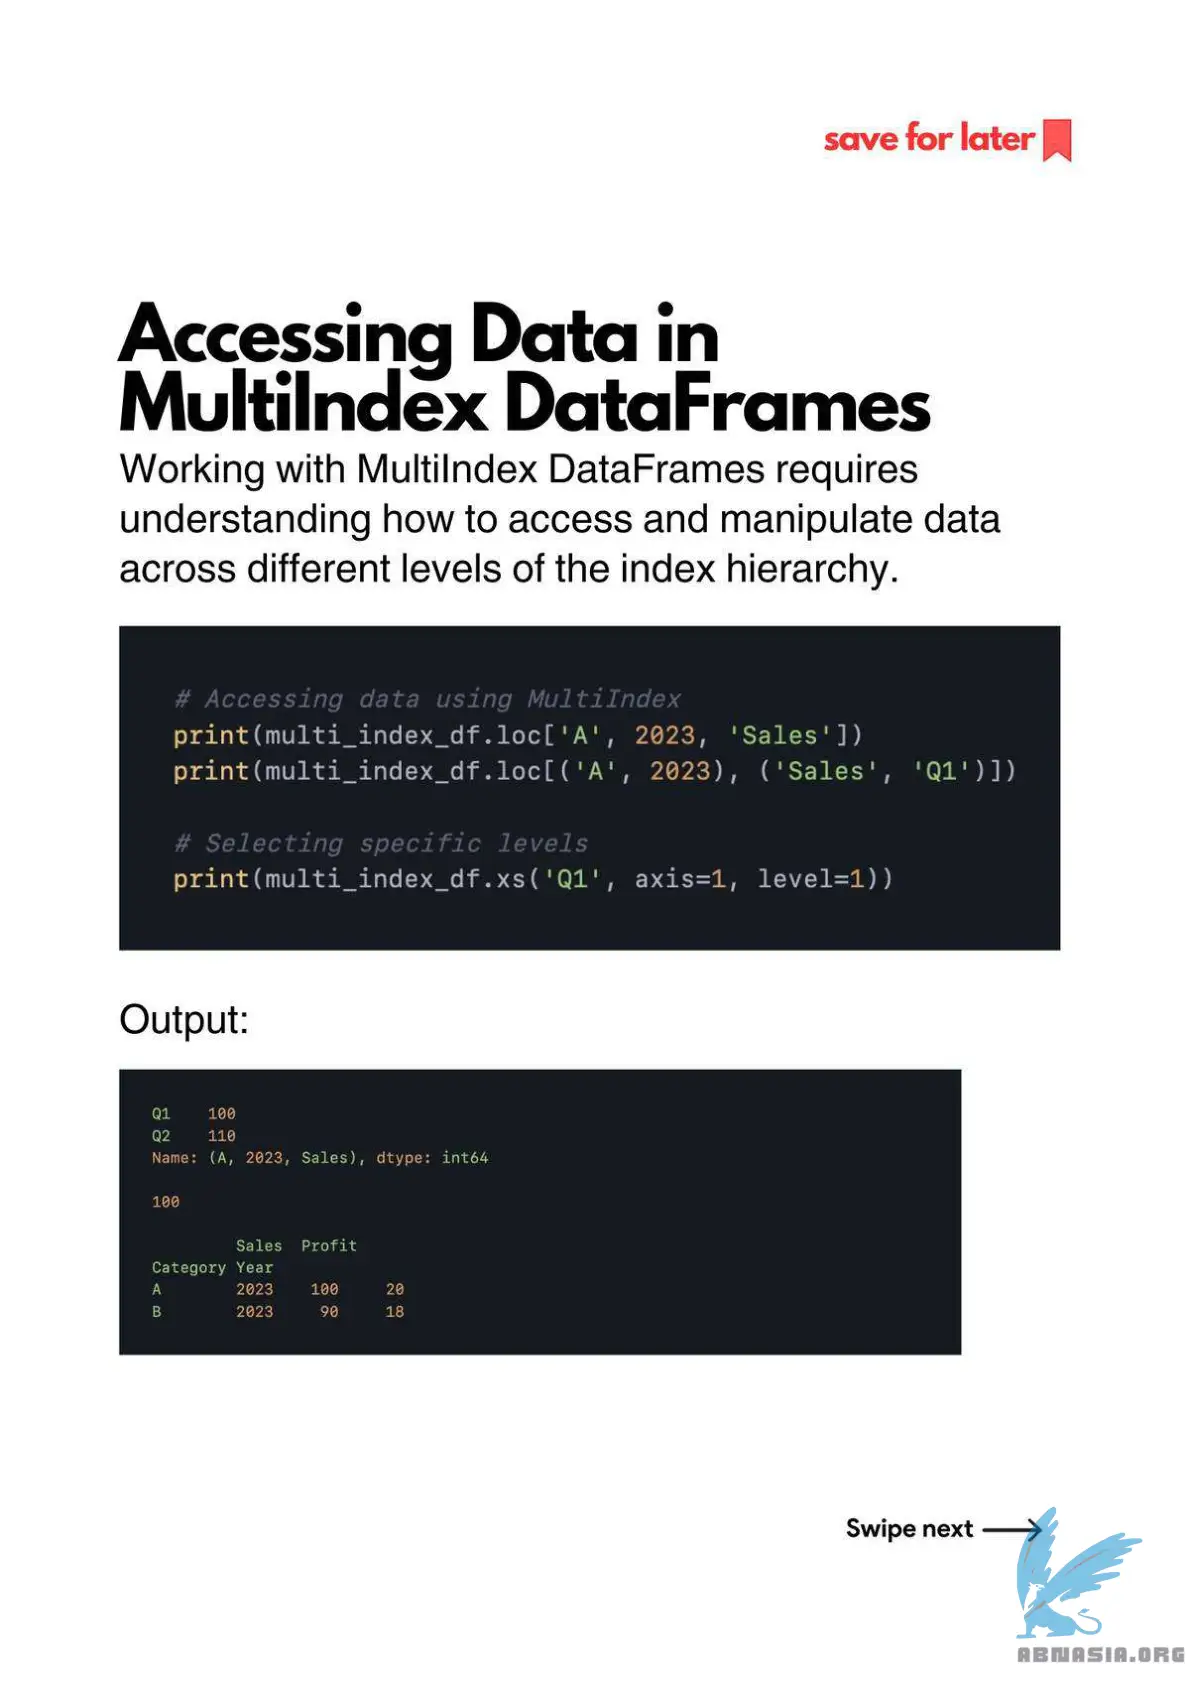 save for later
Accessing Data in
MultiIndex DataFrames
Working with MultiIndex DataFrames requires
understanding how to access and manipulate data
across different levels of the index hierarchy.
# Accessing data using MultiIndex
print(multi_index_df.loc['A', 2023, 'Sales'])
print(multi_index_df.loc[('A', 2023), ('Sales', 'Q1')])
# Selecting specific levels
print(multi_index_df.xs('Q1', axis=1, level=1))
Output:
Q1    100
Q2    110
Name: (A, 2023, Sales), dtype: int64
100
         Sales  Profit
Category Year
A        2023    100     20
B        2023     90     18
Swipe next
ABNASIA.ORG